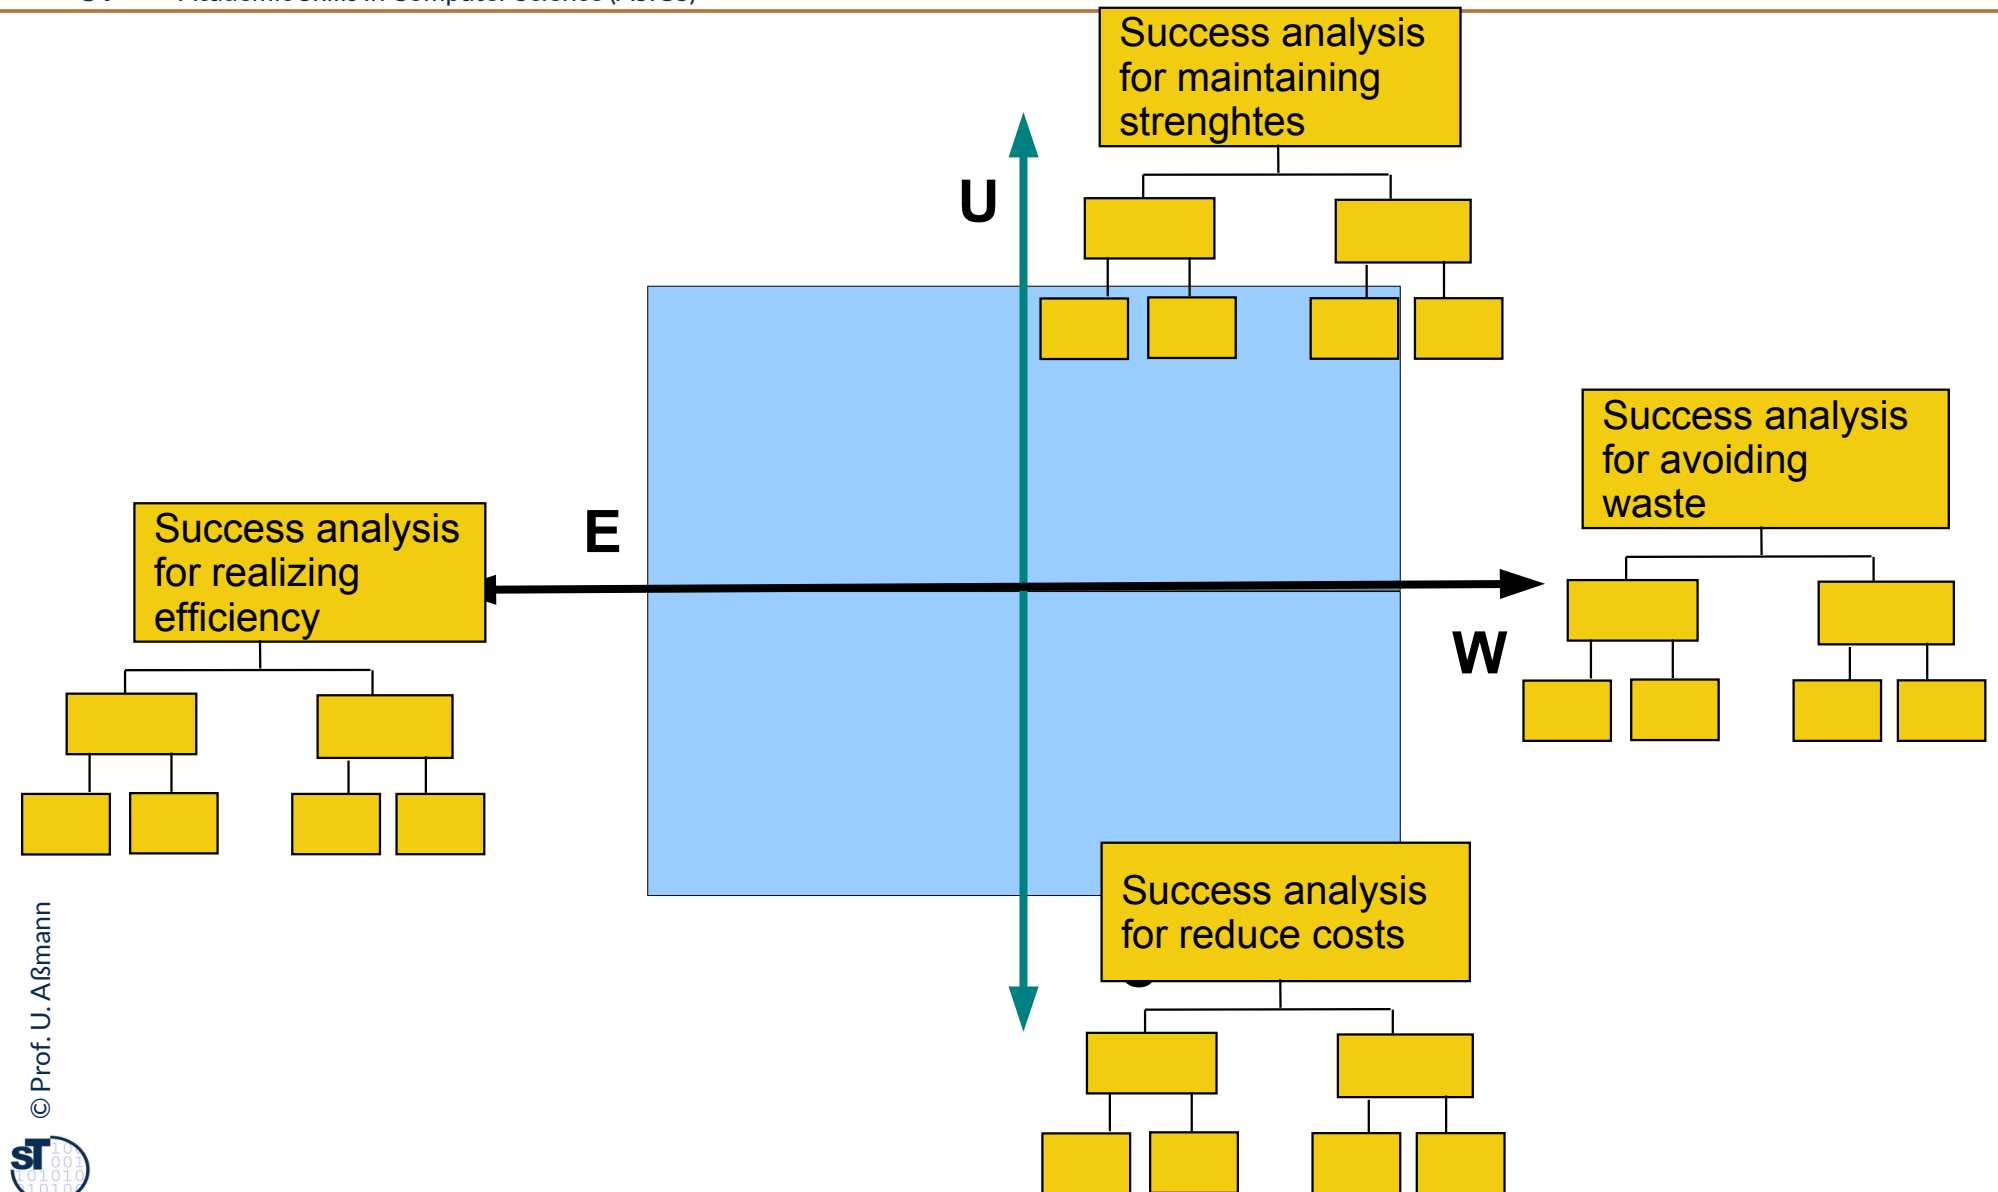 Success analysis
for maintaining
strenghtes
U
Success analysis
for avoiding
waste
E
Success analysis
for realizing
efficiency
W
Success analysis
for reduce costs
© Prof. U. Aßmann
ST